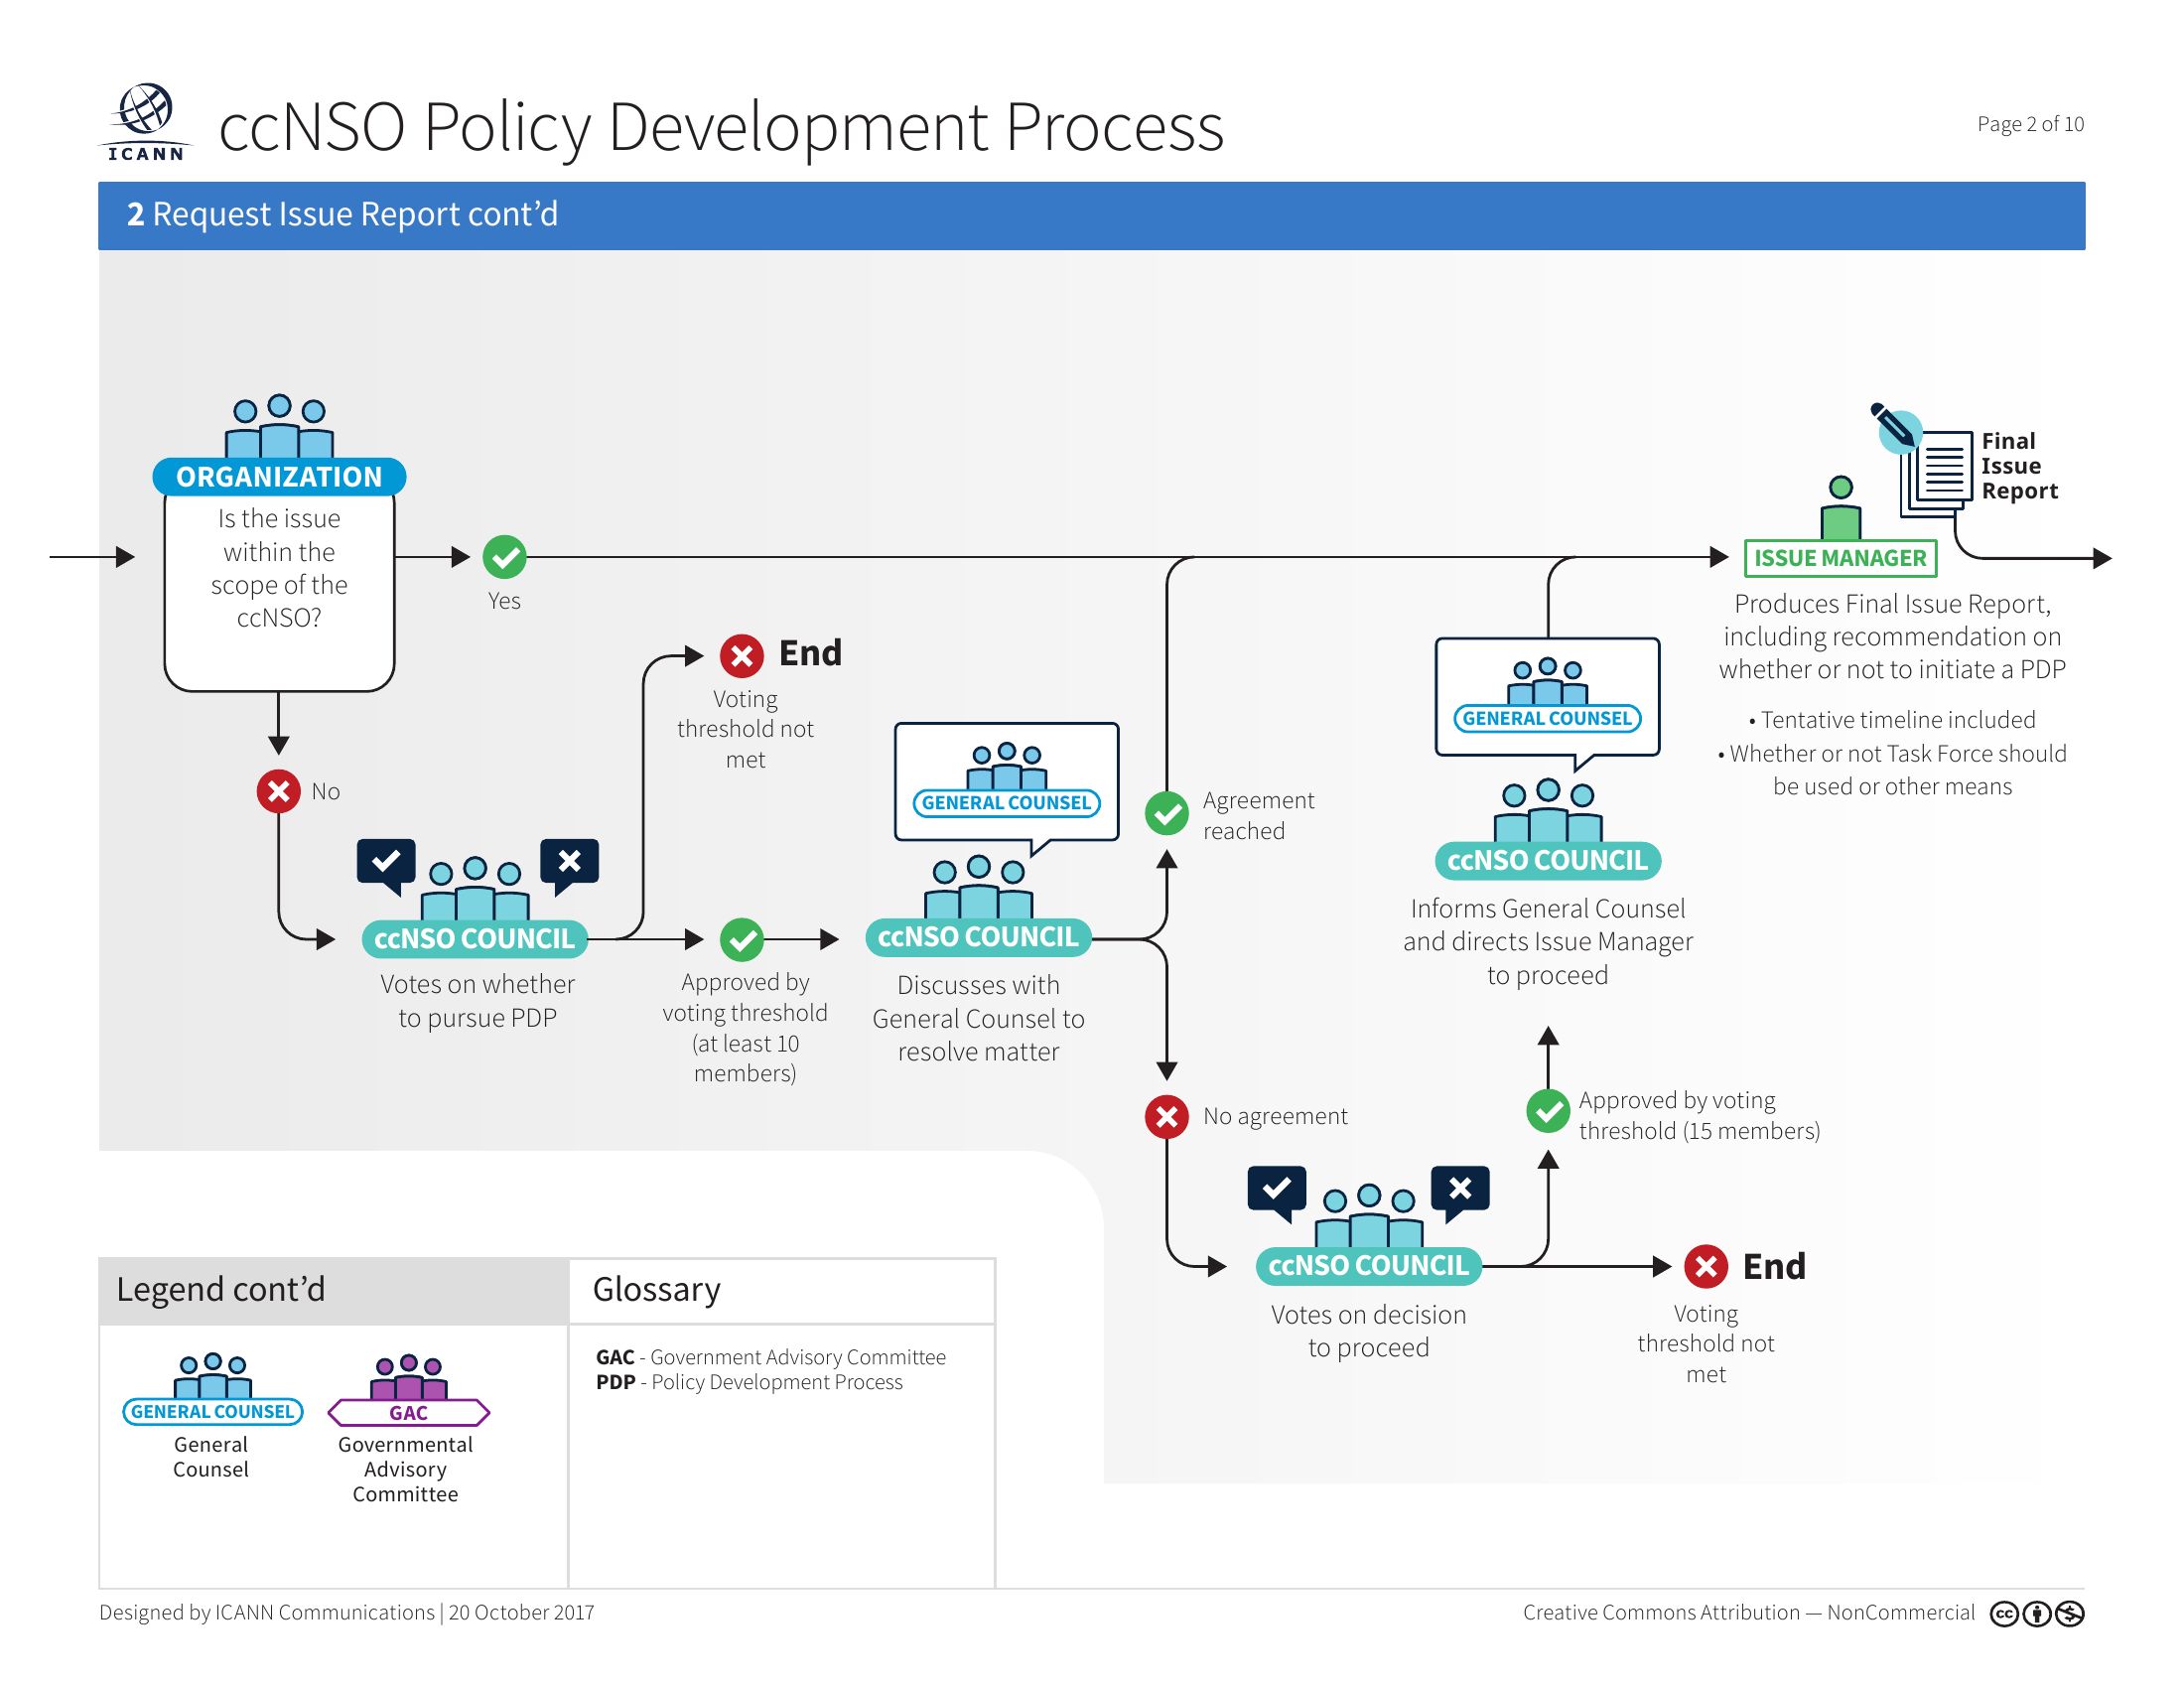 ICANN
ccNSO Policy Development Process
Page 2 of 10
2 Request Issue Report cont’d
ORGANIZATION
Is the issue
within the
scope of the
ccNSO?
Yes
No
ccNSO COUNCIL
Votes on whether
to pursue PDP
End
Voting
threshold not
met
Approved by
voting threshold
(at least 10
members)
GENERAL COUNSEL
ccNSO COUNCIL
Discusses with
General Counsel to
resolve matter
Agreement
reached
No agreement
ccNSO COUNCIL
Votes on decision
to proceed
End
Voting
threshold not
met
Approved by voting
threshold (15 members)
GENERAL COUNSEL
ccNSO COUNCIL
Informs General Counsel
and directs Issue Manager
to proceed
Final
Issue
Report
ISSUE MANAGER
Produces Final Issue Report,
including recommendation on
whether or not to initiate a PDP
• Tentative timeline included
• Whether or not Task Force should
be used or other means
Legend cont’d
GENERAL COUNSEL
General
Counsel
GAC
Governmental
Advisory
Committee
Glossary
GAC - Government Advisory Committee
PDP - Policy Development Process
Designed by ICANN Communications | 20 October 2017
Creative Commons Attribution — NonCommercial
cc